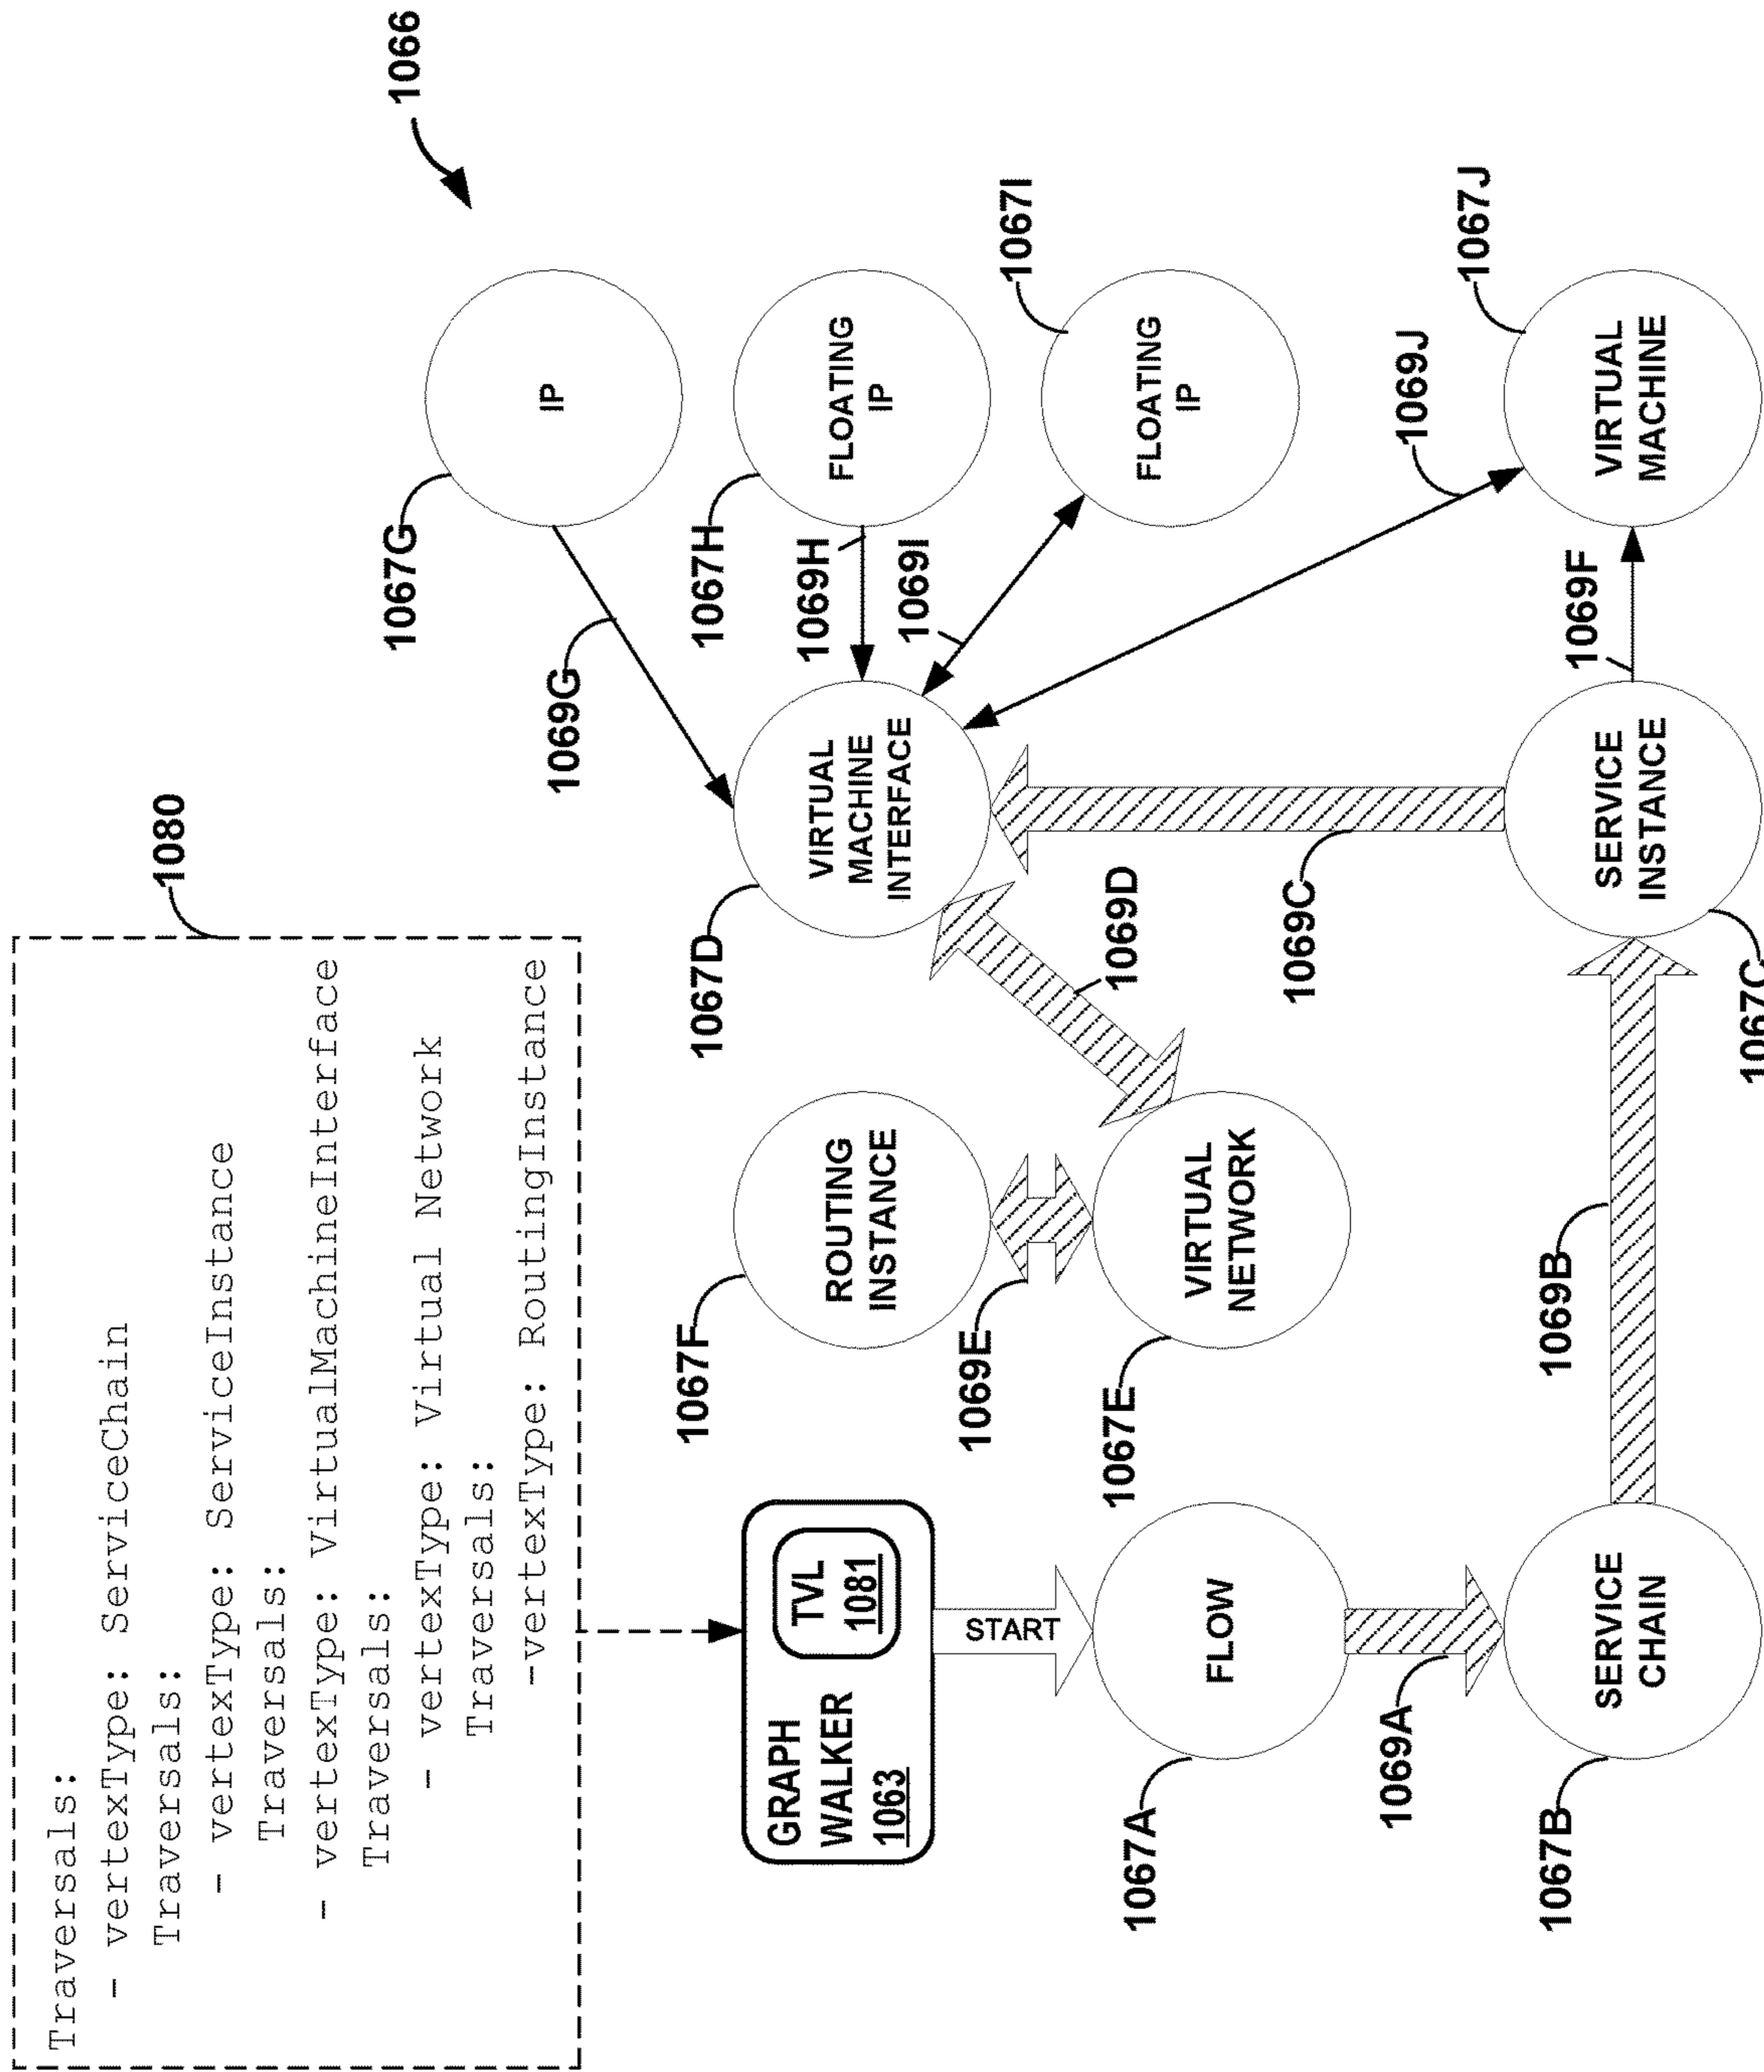 1066
1080
Traversals:
- vertexType: ServiceChain
Traversals:
- vertexType: ServiceInstance
Traversals:
- vertexType: VirtualMachineInterface
Traversals:
- vertexType: Virtual Network
Traversals:
-vertexType: RoutingInstance
GRAPH
WALKER
1063
TVL
1081
START
1067A
FLOW
1069A
1067B
SERVICE
CHAIN
1069B
1067C
SERVICE
INSTANCE
1069C
1067D
VIRTUAL
MACHINE
INTERFACE
1069D
1067E
VIRTUAL
NETWORK
1069E
1067F
ROUTING
INSTANCE
1069F
1067G
IP
1069G
1067H
FLOATING
IP
1069H
1067I
FLOATING
IP
1069I
1067J
VIRTUAL
MACHINE
1069J